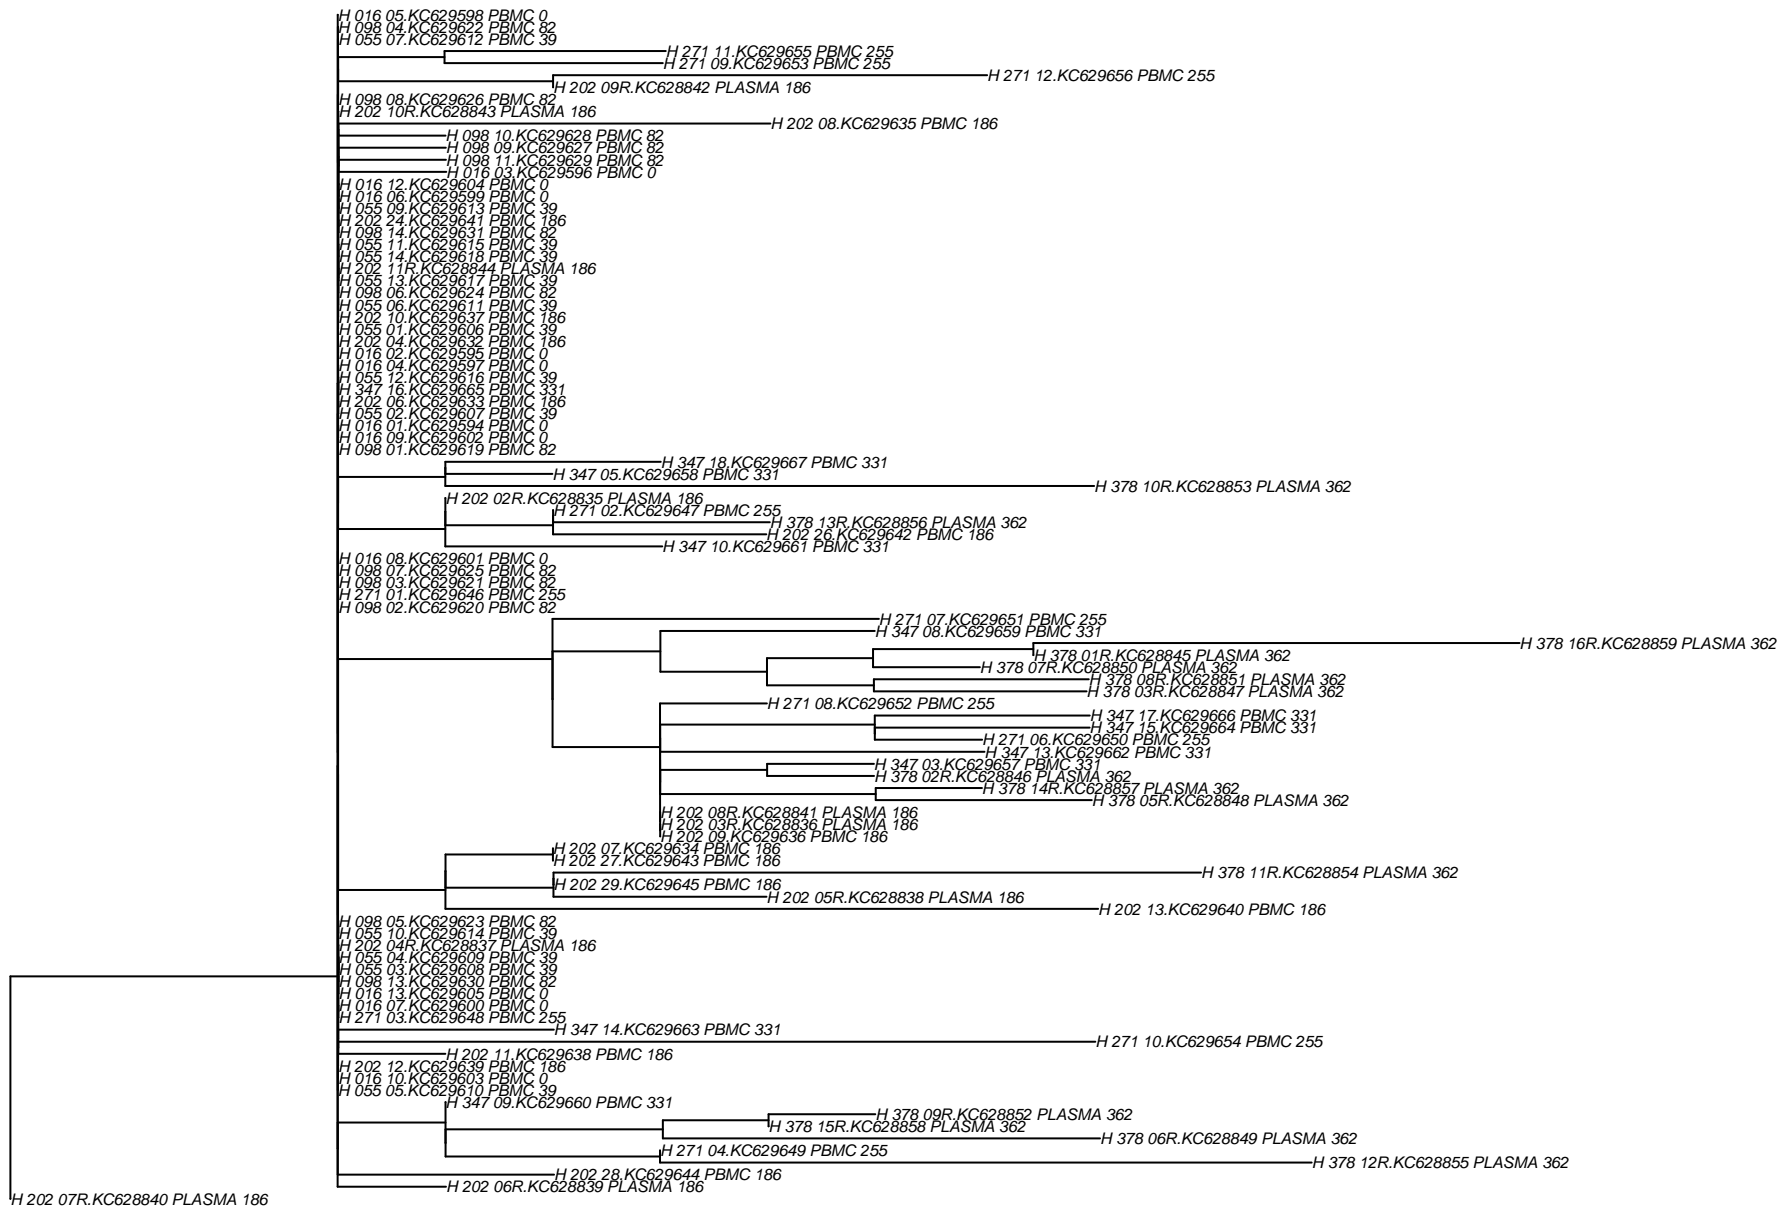 H 016 05.KC629598 PBMC 0
H 098 04.KC629622 PBMC 82
H 055 07.KC629612 PBMC 39
H 271 11.KC629655 PBMC 255
H 271 09.KC629653 PBMC 255
H 271 12.KC629656 PBMC 255
H 202 09R.KC628842 PLASMA 186
H 098 08.KC629626 PBMC 82
H 202 10R.KC628843 PLASMA 186
H 202 08.KC629635 PBMC 186
H 098 10.KC629628 PBMC 82
H 098 09.KC629627 PBMC 82
H 098 11.KC629629 PBMC 82
H 016 03.KC629596 PBMC 0
H 016 12.KC629604 PBMC 0
H 016 06.KC629599 PBMC 0
H 055 09.KC629613 PBMC 39
H 202 24.KC629641 PBMC 186
H 098 14.KC629631 PBMC 82
H 055 11.KC629615 PBMC 39
H 055 14.KC629618 PBMC 39
H 202 11R.KC628844 PLASMA 186
H 055 13.KC629617 PBMC 39
H 098 06.KC629624 PBMC 82
H 055 06.KC629611 PBMC 39
H 202 10.KC629637 PBMC 186
H 055 01.KC629606 PBMC 39
H 202 04.KC629632 PBMC 186
H 016 02.KC629595 PBMC 0
H 016 04.KC629597 PBMC 0
H 055 12.KC629616 PBMC 39
H 347 16.KC629665 PBMC 331
H 202 06.KC629633 PBMC 186
H 055 02.KC629607 PBMC 39
H 016 01.KC629594 PBMC 0
H 016 09.KC629602 PBMC 0
H 098 01.KC629619 PBMC 82
H 347 18.KC629667 PBMC 331
H 347 05.KC629658 PBMC 331
H 378 10R.KC628853 PLASMA 362
H 202 02R.KC628835 PLASMA 186
H 271 02.KC629647 PBMC 255
H 378 13R.KC628856 PLASMA 362
H 202 26.KC629642 PBMC 186
H 347 10.KC629661 PBMC 331
H 016 08.KC629601 PBMC 0
H 098 07.KC629625 PBMC 82
H 098 03.KC629621 PBMC 82
H 271 01.KC629646 PBMC 255
H 098 02.KC629620 PBMC 82
H 271 07.KC629651 PBMC 255
H 347 08.KC629659 PBMC 331
H 378 16R.KC628859 PLASMA 362
H 378 01R.KC628845 PLASMA 362
H 378 07R.KC628850 PLASMA 362
H 378 08R.KC628851 PLASMA 362
H 378 03R.KC628847 PLASMA 362
H 271 08.KC629652 PBMC 255
H 347 17.KC629666 PBMC 331
H 347 15.KC629664 PBMC 331
H 271 06.KC629650 PBMC 255
H 347 13.KC629662 PBMC 331
H 347 03.KC629657 PBMC 331
H 378 02R.KC628846 PLASMA 362
H 378 14R.KC628857 PLASMA 362
H 378 05R.KC628848 PLASMA 362
H 202 08R.KC628841 PLASMA 186
H 202 03R.KC628836 PLASMA 186
H 202 09.KC629636 PBMC 186
H 202 07.KC629634 PBMC 186
H 202 27.KC629643 PBMC 186
H 378 11R.KC628854 PLASMA 362
H 202 29.KC629645 PBMC 186
H 202 05R.KC628838 PLASMA 186
H 202 13.KC629640 PBMC 186
H 098 05.KC629623 PBMC 82
H 055 10.KC629614 PBMC 39
H 202 04R.KC628837 PLASMA 186
H 055 04.KC629609 PBMC 39
H 055 03.KC629608 PBMC 39
H 098 13.KC629630 PBMC 82
H 016 13.KC629605 PBMC 0
H 016 07.KC629600 PBMC 0
H 271 03.KC629648 PBMC 255
H 347 14.KC629663 PBMC 331
H 271 10.KC629654 PBMC 255
H 202 11.KC629638 PBMC 186
H 202 12.KC629639 PBMC 186
H 016 10.KC629603 PBMC 0
H 055 05.KC629610 PBMC 39
H 347 09.KC629660 PBMC 331
H 378 09R.KC628852 PLASMA 362
H 378 15R.KC628858 PLASMA 362
H 378 06R.KC628849 PLASMA 362
H 271 04.KC629649 PBMC 255
H 378 12R.KC628855 PLASMA 362
H 202 28.KC629644 PBMC 186
H 202 06R.KC628839 PLASMA 186
H 202 07R.KC628840 PLASMA 186